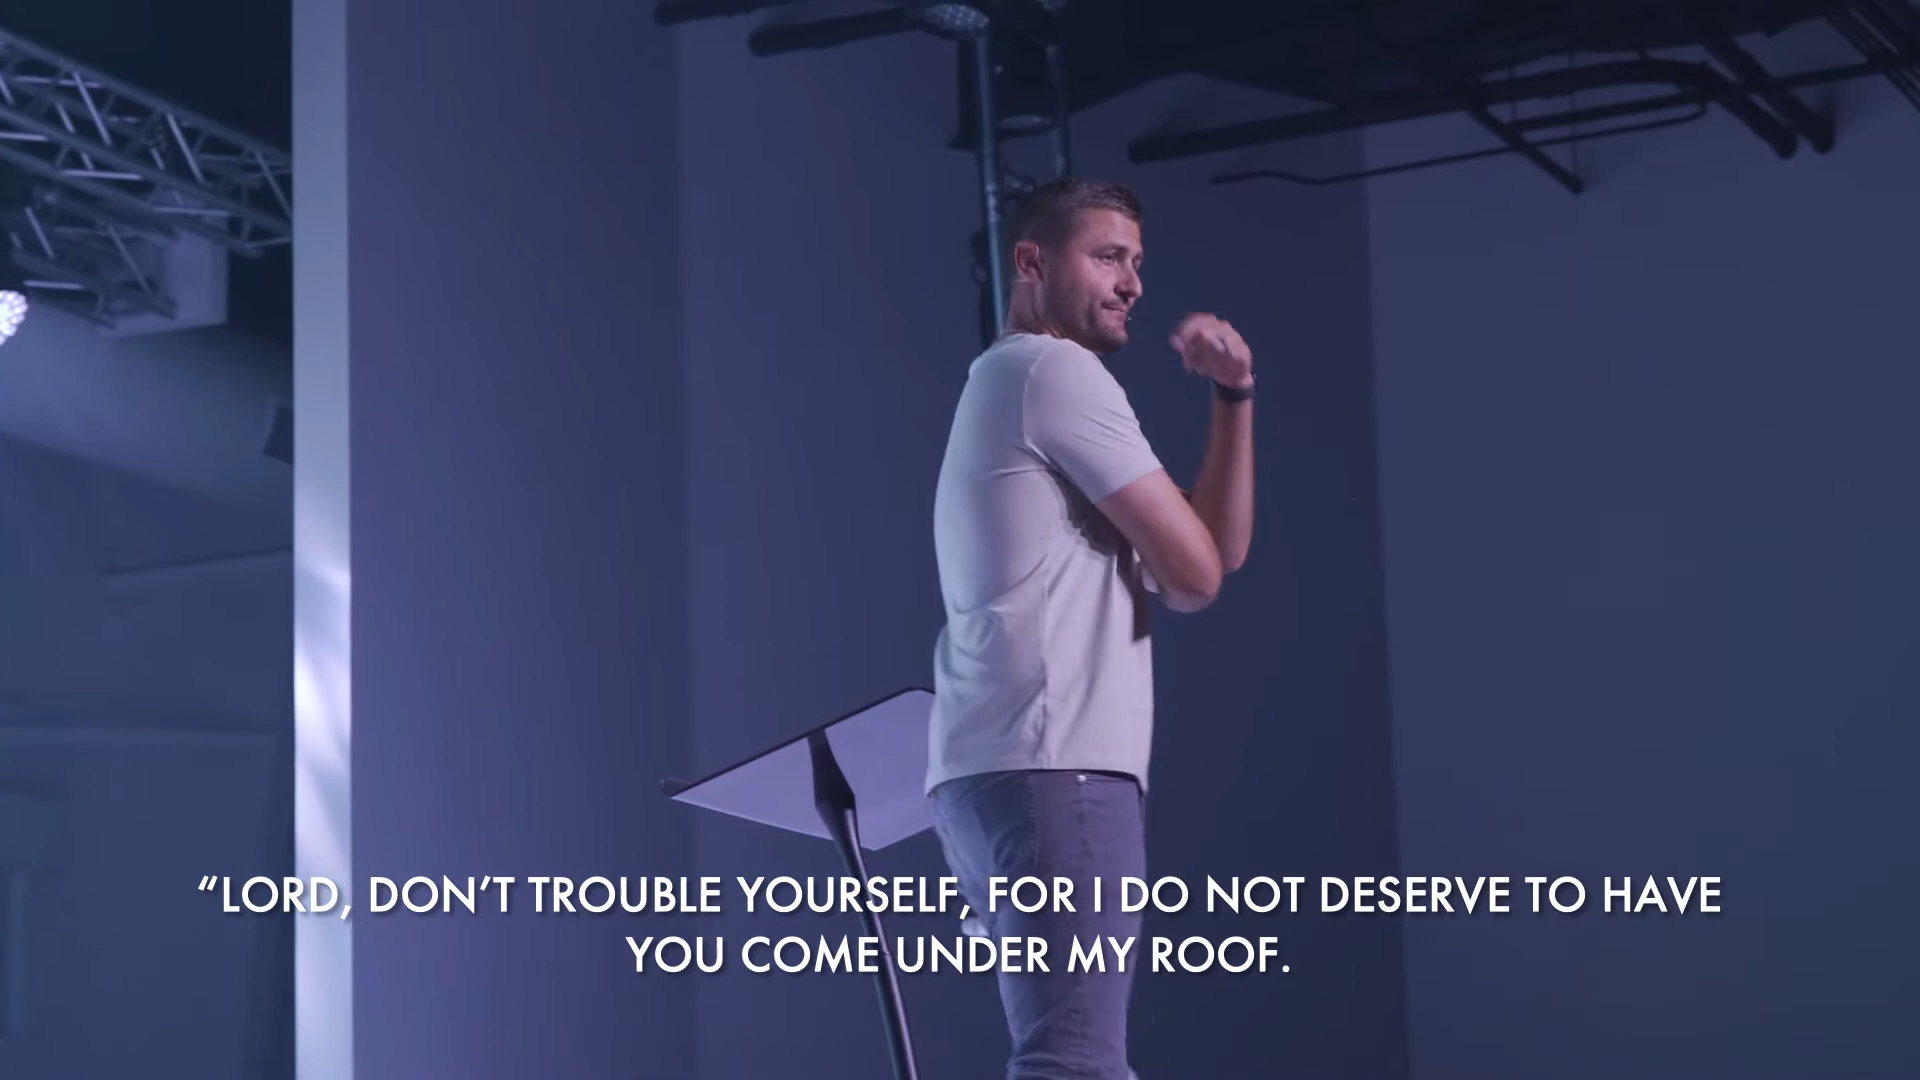 “LORD, DON’T TROUBLE YOURSELF, FOR I DO NOT DESERVE TO HAVE
YOU COME UNDER MY ROOF.